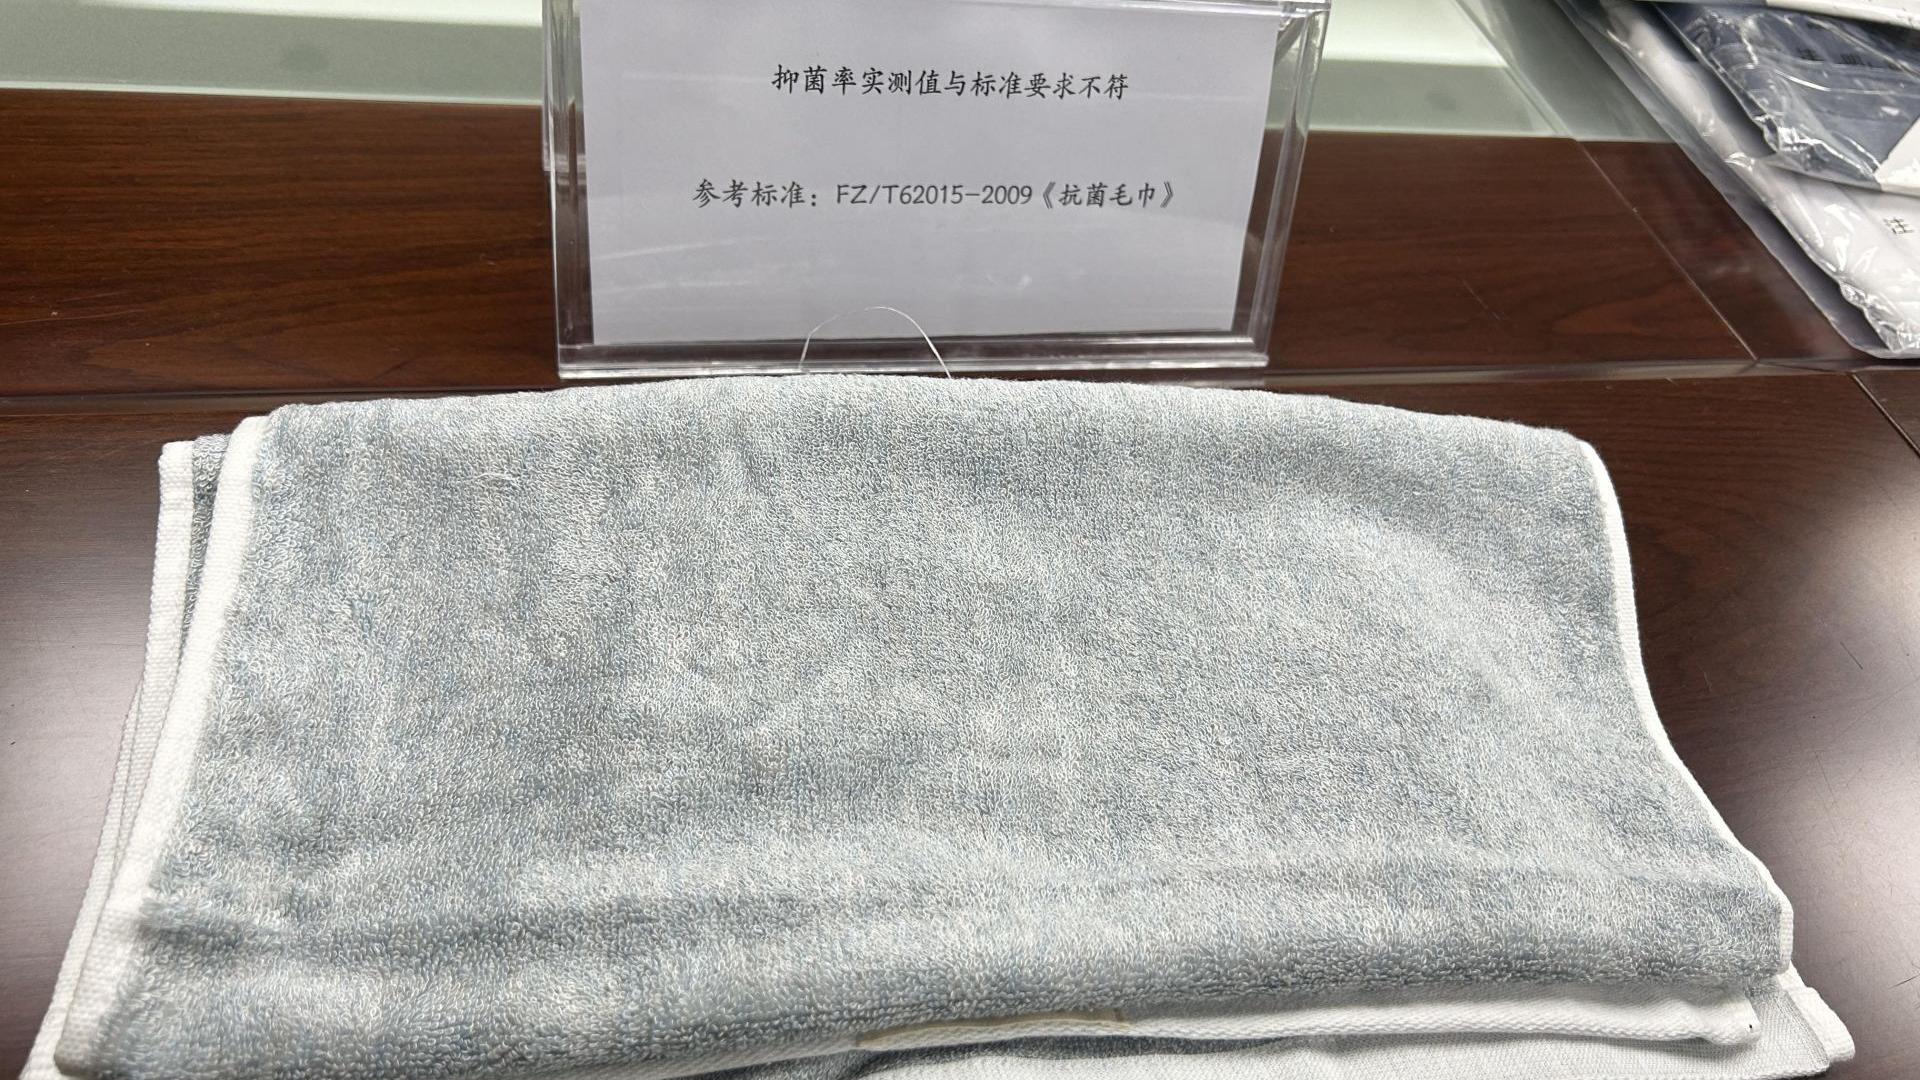 抑菌率实测值与标准要求不符
参考标准：FZ/T62015-2009《抗菌毛巾》
注